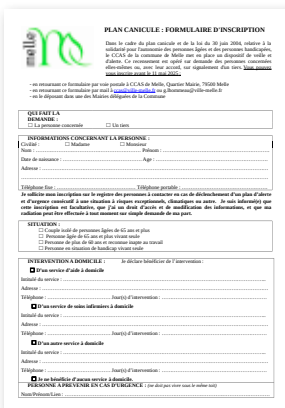 melle
PLAN CANICULE : FORMULAIRE D'INSCRIPTION
Dans le cadre du plan canicule et de la loi du 30 juin 2004, relative à la
solidarité pour l'autonomie des personnes âgées et des personnes handicapées,
le CCAS de la commune de Melle met en place un dispositif de veille et
d'alerte. Ce recensement est opéré sur demande des personnes concernées
elles-mêmes ou, avec leur accord, sur signalement d'un tiers. Vous pouvez
vous inscrire avant le 11 mai 2025 :
- en retournant ce formulaire par voie postale à CCAS de Melle, Quartier Mairie, 79500 Melle
- en retournant ce formulaire par mail à ccas@ville-melle.fr ou
- en le déposant dans une des Mairies déléguées de la Commune
QUI FAIT LA
DEMANDE :
☐ La personne concernée ☐ Un tiers
INFORMATIONS CONCERNANT LA PERSONNE :
Civilité : ☐ Madame ☐ Monsieur
Nom : Prénom :
Date de naissance : Age :
Adresse :
Téléphone fixe : Téléphone portable :
Je sollicite mon inscription sur le registre des personnes à contacter en cas de déclenchement d'un plan d'alerte
et d'urgence consécutif à une situation à risques exceptionnels, climatiques ou autre. Je suis informé(e) que
cette inscription est facultative, que j'ai un droit d'accès et de modification des informations, et que ma
radiation peut être effectuée à tout moment sur simple demande de ma part.
SITUATION :
☐ Couple isolé de personnes âgées de 65 ans et plus
☐ Personne âgée de 65 ans et plus vivant seule
☐ Personne de plus de 60 ans et reconnue inapte au travail
☐ Personne en situation de handicap vivant seule
INTERVENTION A DOMICILE : Je déclare bénéficier de l'intervention :
☐ D'un service d'aide à domicile
Intitulé du service :
Adresse :
Téléphone : Jour(s) d'intervention :
☐ D'un service de soins infirmiers à domicile
Intitulé du service :
Adresse :
Téléphone : Jour(s) d'intervention :
☐ D'un autre service à domicile
Intitulé du service :
Adresse :
Téléphone : Jour(s) d'intervention :
☐ Je ne bénéficie d'aucun service à domicile.
PERSONNE A PREVENIR EN CAS D'URGENCE : (ne doit pas vivre sous le même toit)
Nom/Prénom/Lien :